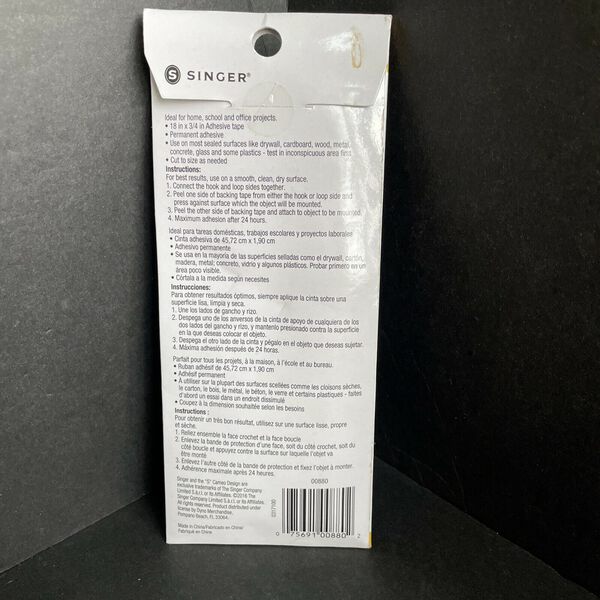 S SINGER®
Ideal for home, school and office projects.
• 18 in x 3/4 in Adhesive tape
• Permanent adhesive
• Use on most sealed surfaces like drywall, cardboard, wood, metal,
concrete, glass and some plastics - test in inconspicuous area first
• Cut to size as needed
Instructions:
For best results, use on a smooth, clean, dry surface.
1. Connect the hook and loop sides together.
2. Peel one side of backing tape from either the hook or loop side and
press against surface which the object will be mounted.
3. Peel the other side of backing tape and attach to object to be mounted.
4. Maximum adhesion after 24 hours.
Ideal para tareas domésticas, trabajos escolares y proyectos laborales
• Cinta adhesiva de 45,72 cm x 1,90 cm
• Adhesivo permanente
• Se usa en la mayoría de las superficies selladas como el drywall, cartón,
madera, metal; concreto, vidrio y algunos plásticos. Probar primero en un
área poco visible.
• Córtala a la medida según necesites
Instrucciones:
Para obtener resultados óptimos, siempre aplique la cinta sobre una
superficie lisa, limpia y seca.
1. Une los lados de gancho y rizo.
2. Despega uno de los anversos de la cinta de apoyo de cualquiera de los
dos lados del gancho y rizo, y mantenlo presionado contra la superficie
en la que deseas colocar el objeto.
3. Despega el otro lado de la cinta y pégalo en el objeto que deseas sujetar.
4. Máxima adhesión después de 24 horas.
Parfait pour tous les projets, à la maison, à l'école et au bureau.
• Ruban adhésif de 45,72 cm x 1,90 cm
• Adhésif permanent
• A utiliser sur la plupart des surfaces scellées comme les cloisons sèches,
le carton, le bois, le métal, le béton, le verre et certains plastiques - faites
d'abord un essai dans un endroit dissimulé
• Coupez à la dimension souhaitée selon les besoins
Instructions :
Pour obtenir un très bon résultat, utilisez sur une surface lisse, propre
et sèche.
1. Reliez ensemble la face crochet et la face boucle
2. Enlevez la bande de protection d'une face, soit du côté crochet, soit du
côté boucle et appuyez contre la surface sur laquelle l'objet va
être monté
3. Enlevez l'autre côté de la bande de protection et fixez l'objet à monter.
4. Adhérence maximale après 24 heures.
Singer and the "S" Cameo Design are
exclusive trademarks of The Singer Company
Limited S.a.r.l. or its Affiliates. ©2016 The
Singer Company Limited S.a.r.l. or its Affiliates.
All rights reserved. Product distributed under
license by Dyno Merchandise,
Pompano Beach, FL 33064.
Made in China/Fabricado en China/
Fabriqué en China.
0317100
00880
0 75691 00880 2